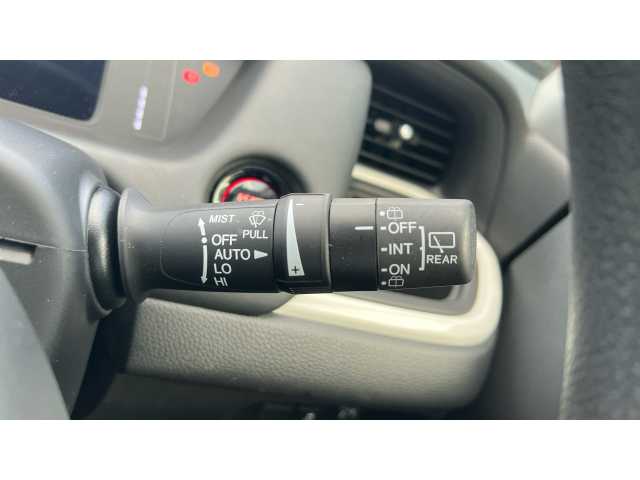 MIST
PULL
OFF
AUTO
LO
HI
−
+
OFF
INT
ON
REAR